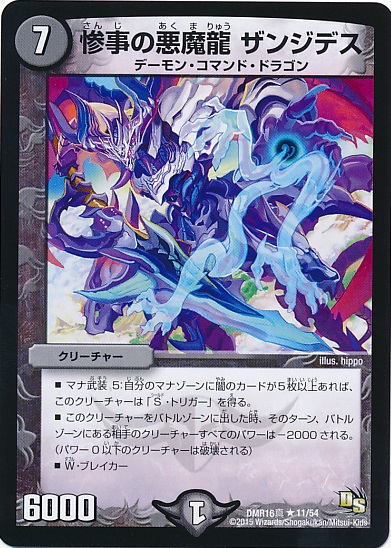 7
さんじ あくまりゅう
惨事の悪魔龍 ザンジデス
デーモン・コマンド・ドラゴン
クリーチャー
illus. hippo
■ マナ武装 5:自分のマナゾーンに闇のカードが5枚以上あれば、
このクリーチャーは「S・トリガー」を得る。
■ このクリーチャーをバトルゾーンに出した時、そのターン、バトル
ゾーンにある相手のクリーチャーすべてのパワーは-2000される。
(パワー0以下のクリーチャーは破壊される)
■ W・ブレイカー
6000
1
DS
DMR16真 ★ 11/54
©2015 Wizards/Shogakukan/Mitsui-Kids